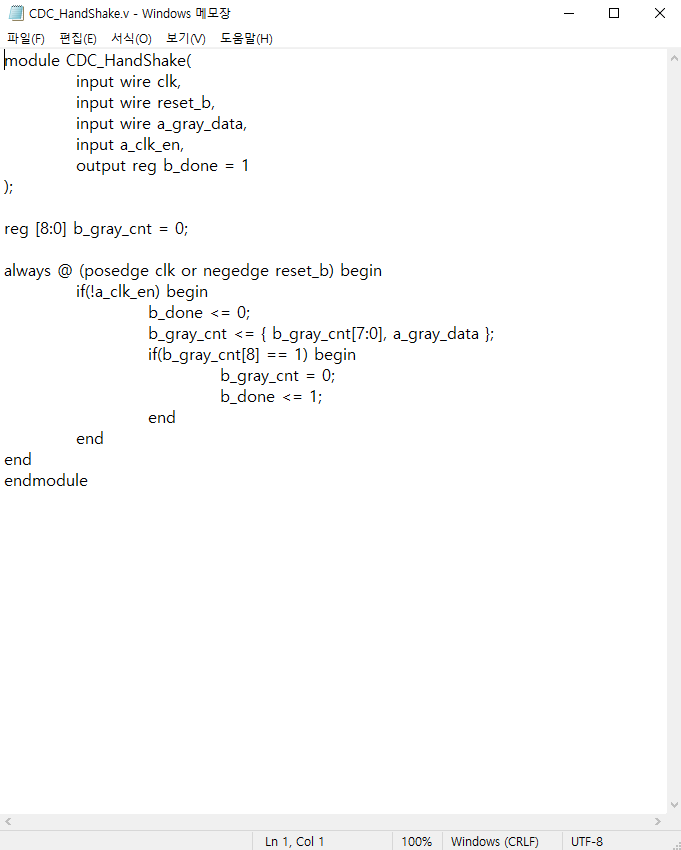 CDC_HandShake.v - Windows 메모장
파일(F) 편집(E) 서식(O) 보기(V) 도움말(H)
module CDC_HandShake(
input wire clk,
input wire reset_b,
input wire a_gray_data,
input a_clk_en,
output reg b_done = 1
);
reg [8:0] b_gray_cnt = 0;
always @ (posedge clk or negedge reset_b) begin
if(!a_clk_en) begin
b_done <= 0;
b_gray_cnt <= { b_gray_cnt[7:0], a_gray_data };
if(b_gray_cnt[8] == 1) begin
b_gray_cnt = 0;
b_done <= 1;
end
end
end
endmodule
Ln 1, Col 1 100% Windows (CRLF) UTF-8